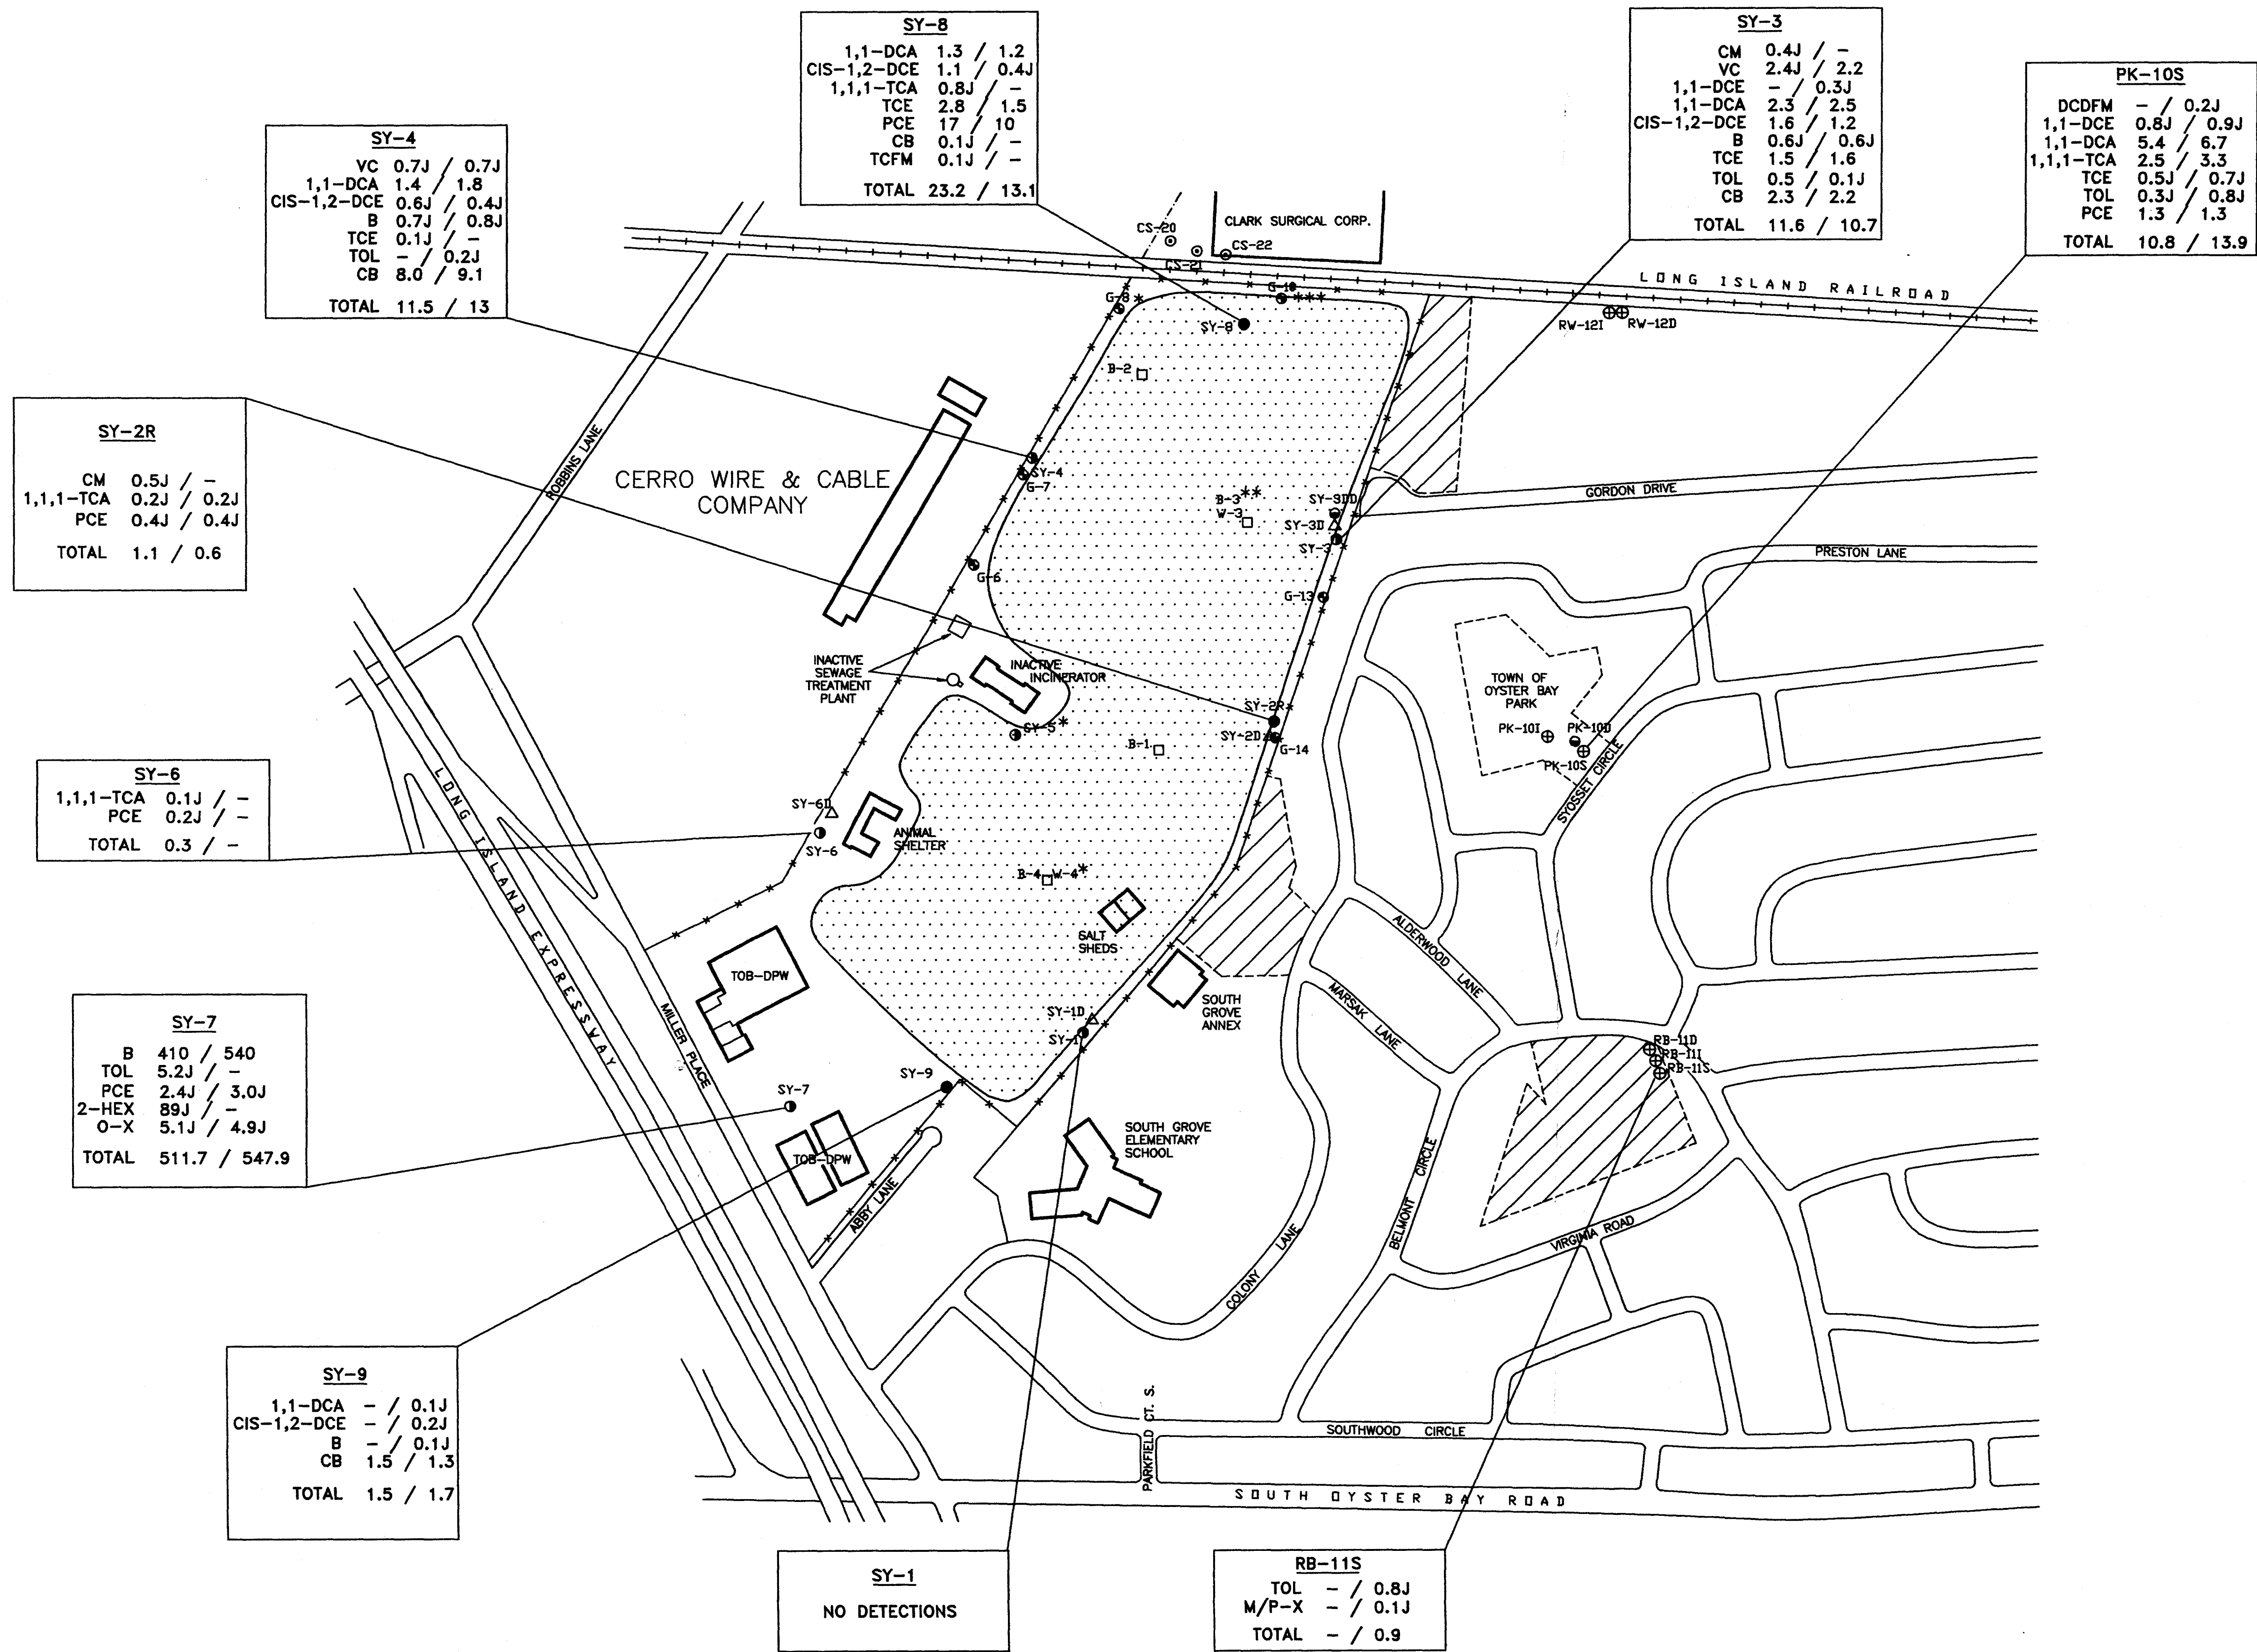 SY-8
1,1-DCA 1.3 / 1.2
CIS-1,2-DCE 1.1 / 0.4J
1,1,1-TCA 0.8J / -
TCE 2.8 / 1.5
PCE 17 / 10
CB 0.1J / -
TCFM 0.1J / -
TOTAL 23.2 / 13.1
SY-3
CM 0.4J / -
VC 2.4J / 2.2
1,1-DCE - / 0.3J
1,1-DCA 2.3 / 2.5
CIS-1,2-DCE 1.6 / 1.2
B 0.6J / 0.6J
TCE 1.5 / 1.6
TOL 0.5 / 0.1J
CB 2.3 / 2.2
TOTAL 11.6 / 10.7
PK-10S
DCDFM - / 0.2J
1,1-DCE 0.8J / 0.9J
1,1-DCA 5.4 / 6.7
1,1,1-TCA 2.5 / 3.3
TCE 0.5J / 0.7J
TOL 0.3J / 0.8J
PCE 1.3 / 1.3
TOTAL 10.8 / 13.9
SY-4
VC 0.7J / 0.7J
1,1-DCA 1.4 / 1.8
CIS-1,2-DCE 0.6J / 0.4J
B 0.7J / 0.8J
TCE 0.1J / -
TOL - / 0.2J
CB 8.0 / 9.1
TOTAL 11.5 / 13
SY-2R
CM 0.5J / -
1,1,1-TCA 0.2J / 0.2J
PCE 0.4J / 0.4J
TOTAL 1.1 / 0.6
SY-6
1,1,1-TCA 0.1J / -
PCE 0.2J / -
TOTAL 0.3 / -
SY-7
B 410 / 540
TOL 5.2J / -
PCE 2.4J / 3.0J
2-HEX 89J / -
O-X 5.1J / 4.9J
TOTAL 511.7 / 547.9
SY-9
1,1-DCA - / 0.1J
CIS-1,2-DCE - / 0.2J
B - / 0.1J
CB 1.5 / 1.3
TOTAL 1.5 / 1.7
SY-1
NO DETECTIONS
RB-11S
TOL - / 0.8J
M/P-X - / 0.1J
TOTAL - / 0.9
CLARK SURGICAL CORP.
CS-20
CS-21
CS-22
LONG ISLAND RAILROAD
RW-12I
RW-12D
G-8*
***
SY-8
B-2
ROBBINS LANE
CERRO WIRE & CABLE
COMPANY
SY-4
G-7
B-3**
W-3
SY-3DD
SY-3D
SY-3
GORDON DRIVE
PRESTON LANE
G-6
G-13
INACTIVE
SEWAGE
TREATMENT
PLANT
INACTIVE
INCINERATOR
TOWN OF
OYSTER BAY
PARK
PK-10I
PK-10D
PK-10S
SYOSSET CIRCLE
SY-5*
B-1
SY-2R
SY-2D
G-14
SY-6D
SY-6
ANIMAL
SHELTER
B-4
W-4*
SALT
SHEDS
TOB-DPW
LONG ISLAND EXPRESSWAY
MILLER PLACE
SOUTH
GROVE
ANNEX
SY-1D
SY-1
ALDERWOOD LANE
MARSAK LANE
RB-11D
RB-11I
RB-11S
SY-9
SY-7
TOB-DPW
ABBY LANE
SOUTH GROVE
ELEMENTARY
SCHOOL
COLONY LANE
BELMONT CIRCLE
VIRGINIA ROAD
PARKFIELD CT. S.
SOUTHWOOD CIRCLE
SOUTH OYSTER BAY ROAD